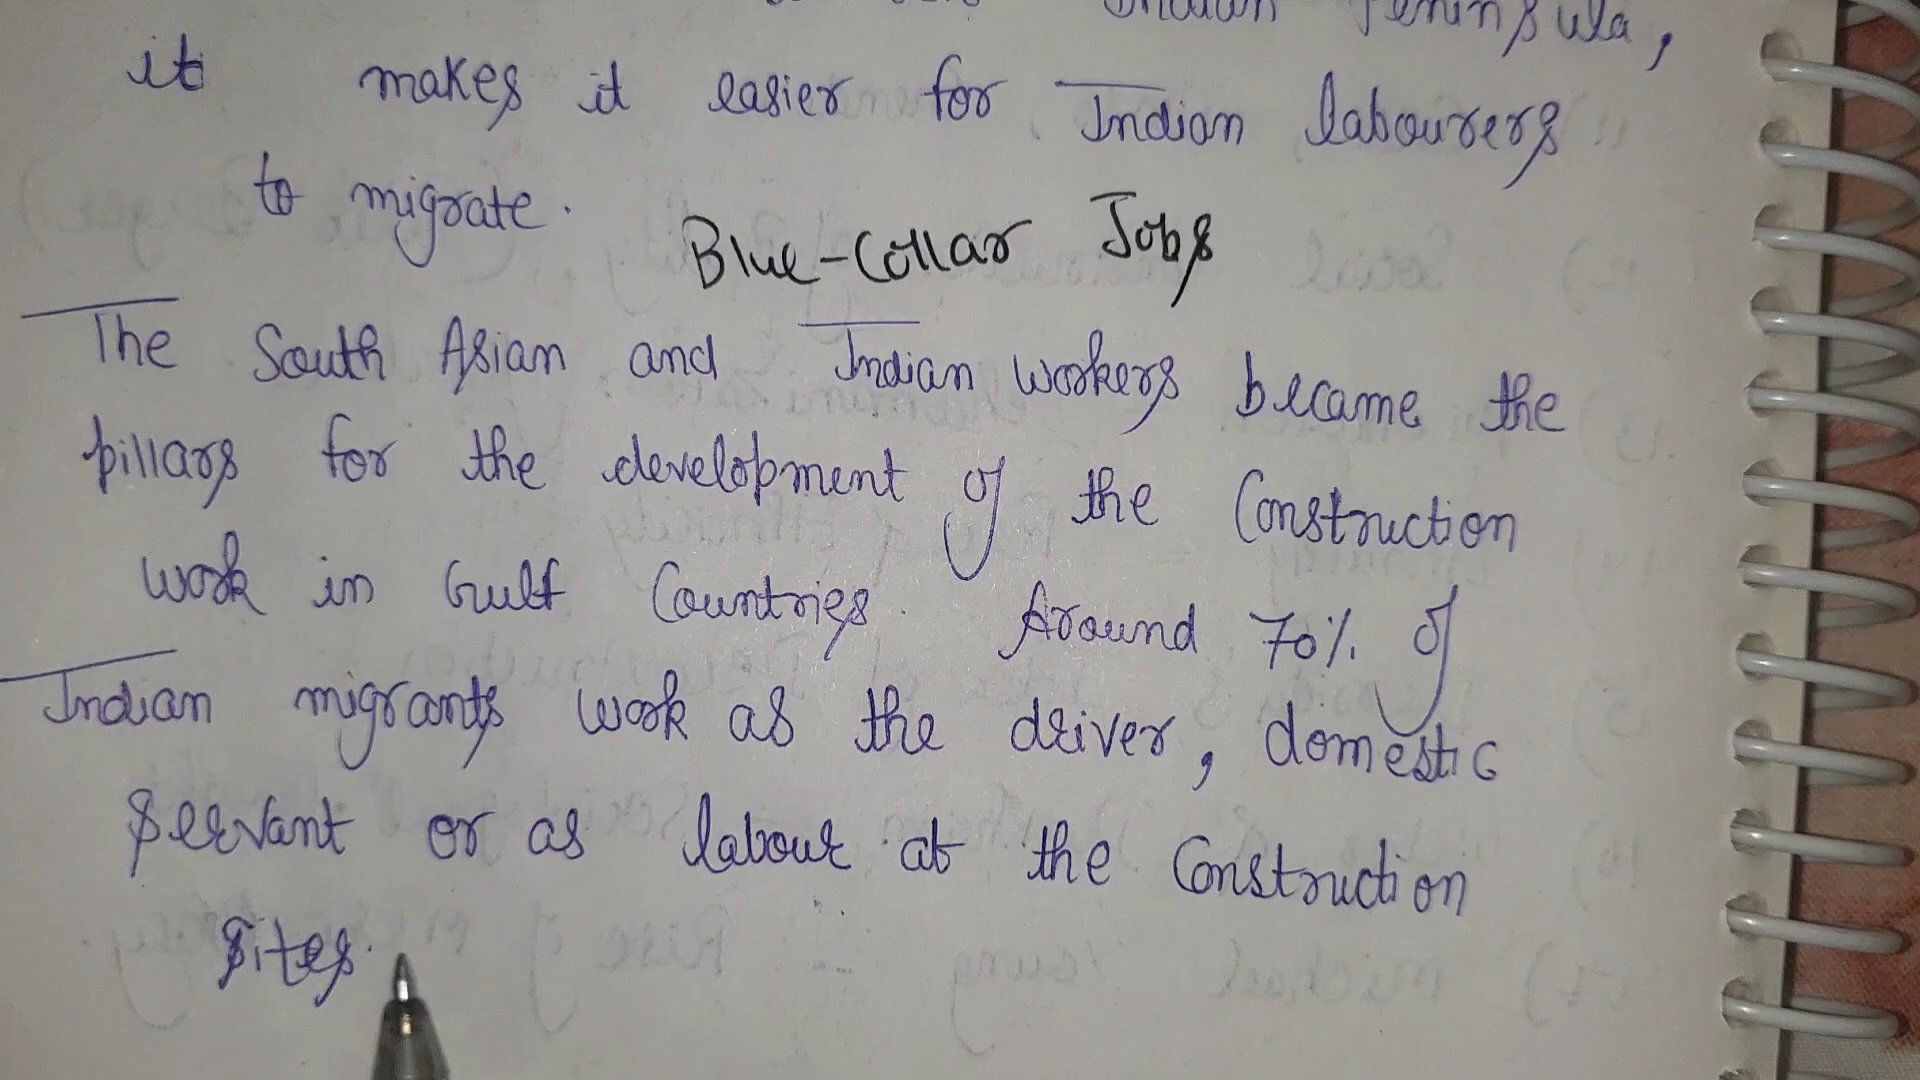 Indian Peninsula,
it makes it easier for Indian labourers
to migrate.
Blue-Collar Jobs
The South Asian and Indian workers became the
pillars for the development of the Construction
work in Gulf Countries. Around 70% of
Indian migrants work as the driver, domestic
servant or as labour at the Construction
sites.